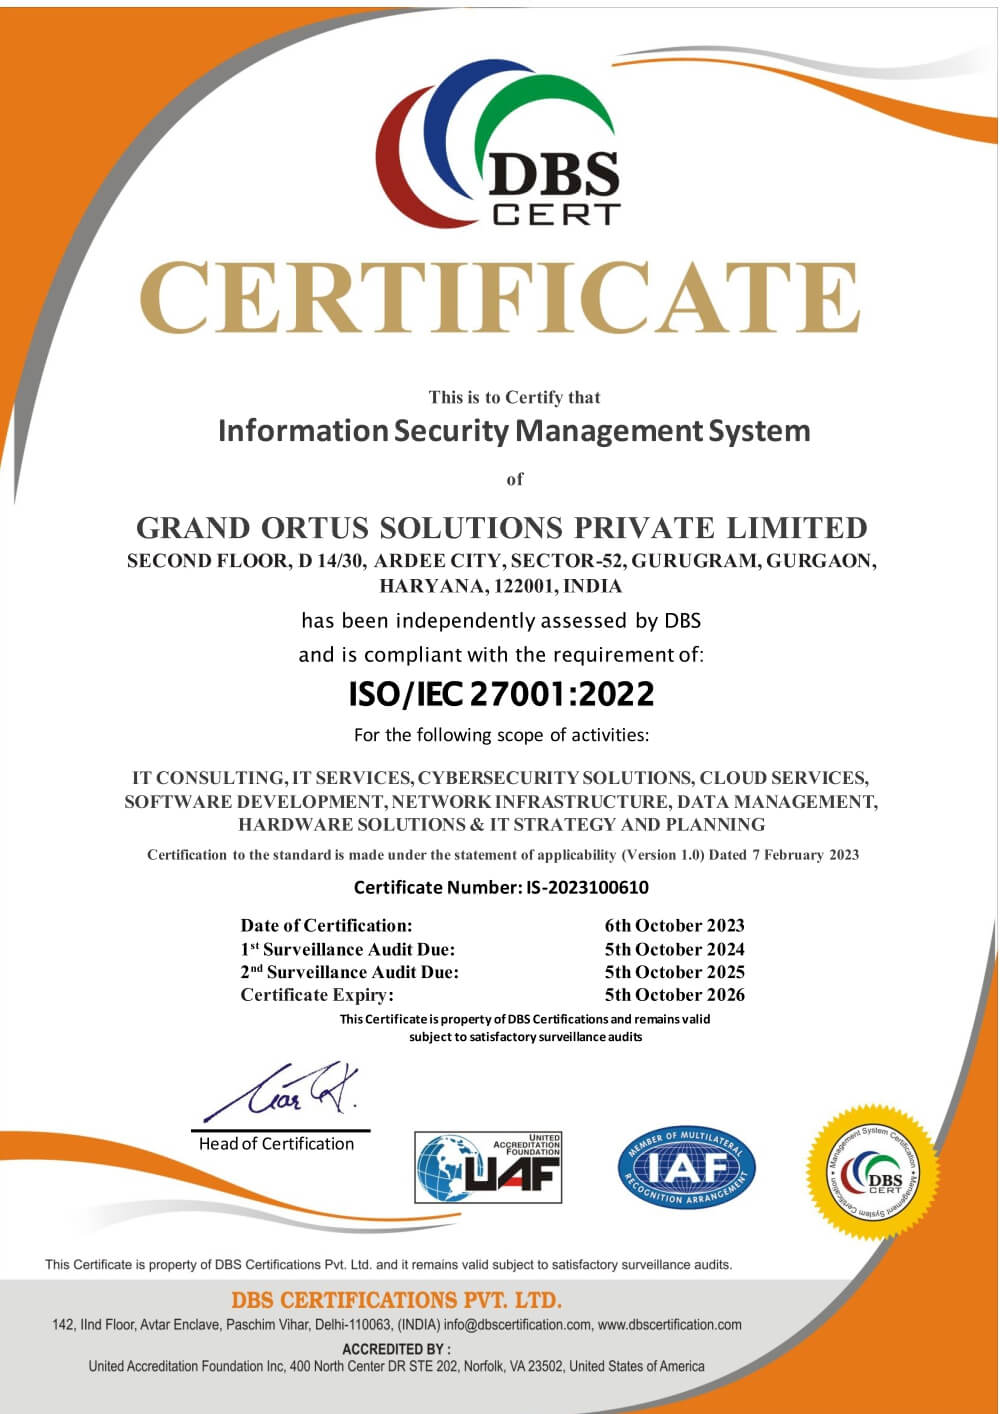 DBS
CERT
CERTIFICATE
This is to Certify that
Information Security Management System
of
GRAND ORTUS SOLUTIONS PRIVATE LIMITED
SECOND FLOOR, D 14/30, ARDEE CITY, SECTOR-52, GURUGRAM, GURGAON,
HARYANA, 122001, INDIA
has been independently assessed by DBS
and is compliant with the requirement of:
ISO/IEC 27001:2022
For the following scope of activities:
IT CONSULTING, IT SERVICES, CYBERSECURITY SOLUTIONS, CLOUD SERVICES,
SOFTWARE DEVELOPMENT, NETWORK INFRASTRUCTURE, DATA MANAGEMENT,
HARDWARE SOLUTIONS & IT STRATEGY AND PLANNING
Certification to the standard is made under the statement of applicability (Version 1.0) Dated 7 February 2023
Certificate Number: IS-2023100610
Date of Certification: 6th October 2023
1st Surveillance Audit Due: 5th October 2024
2nd Surveillance Audit Due: 5th October 2025
Certificate Expiry: 5th October 2026
This Certificate is property of DBS Certifications and remains valid
subject to satisfactory surveillance audits
Head of Certification
UNITED
ACCREDITATION
FOUNDATION
UAF
MEMBER OF MULTILATERAL
IAF
RECOGNITION ARRANGEMENT
Management System Certification • Management System Certification •
DBS
CERT
This Certificate is property of DBS Certifications Pvt. Ltd. and it remains valid subject to satisfactory surveillance audits.
DBS CERTIFICATIONS PVT. LTD.
142, IInd Floor, Avtar Enclave, Paschim Vihar, Delhi-110063, (INDIA) info@dbscertification.com, www.dbscertification.com
ACCREDITED BY :
United Accreditation Foundation Inc, 400 North Center DR STE 202, Norfolk, VA 23502, United States of America